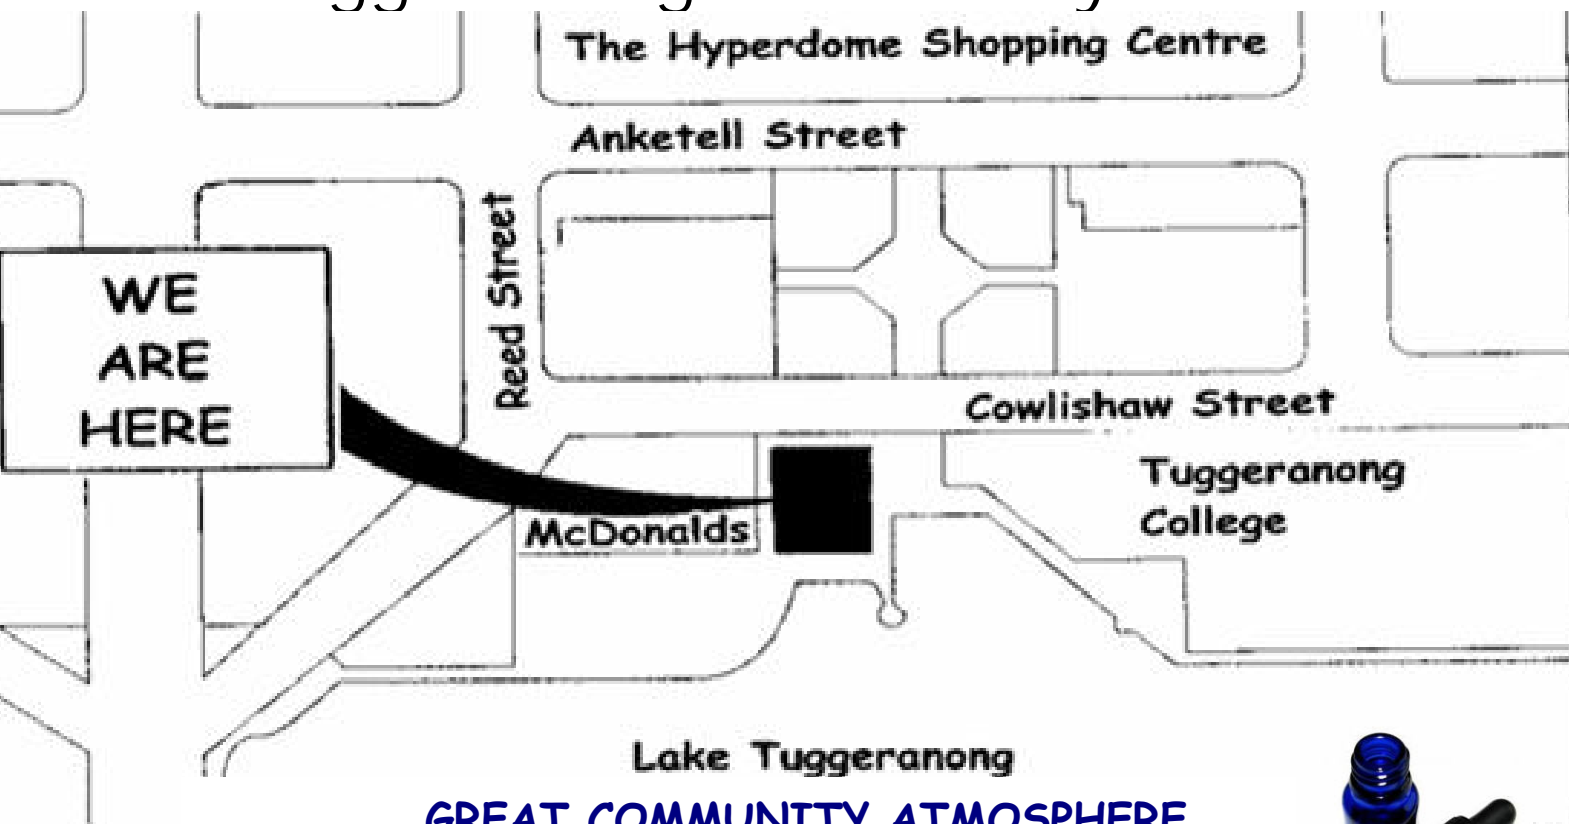 The Hyperdome Shopping Centre
Anketell Street
Reed Street
WE
ARE
HERE
Cowlishaw Street
Tuggeranong
College
McDonalds
Lake Tuggeranong
GREAT COMMUNITY ATMOSPHERE